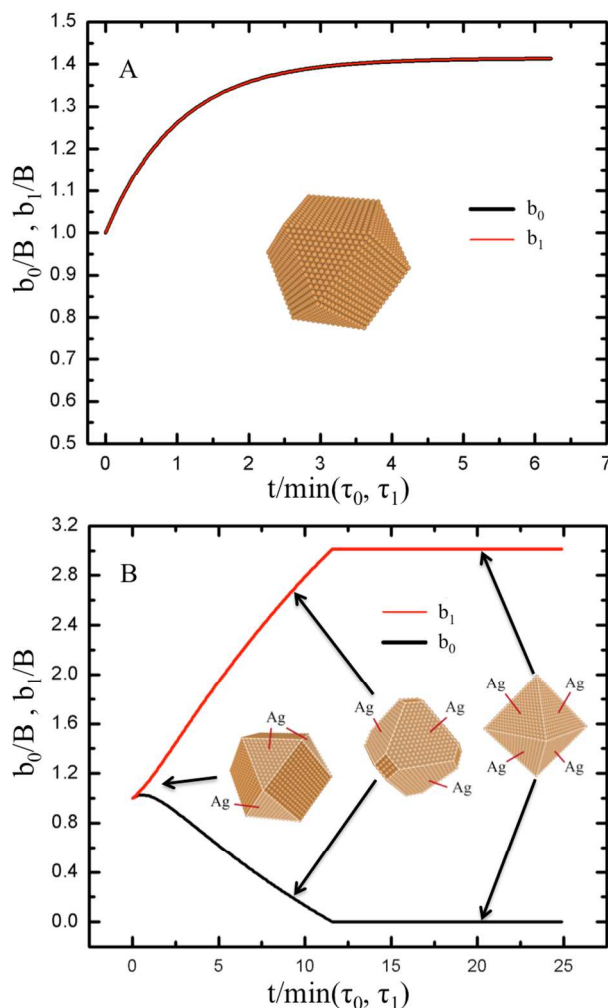 A
1.5
1.4
1.3
1.2
1.1
1.0
0.9
0.8
0.7
0.6
0.5
b₀/B , b₁/B
b₀
b₁
0 1 2 3 4 5 6 7
t/min(τ₀, τ₁)
B
3.2
2.8
2.4
2.0
1.6
1.2
0.8
0.4
0.0
b₀/B , b₁/B
b₁
b₀
Ag
Ag
Ag
Ag
Ag
Ag
Ag
Ag
Ag
0 5 10 15 20 25
t/min(τ₀, τ₁)